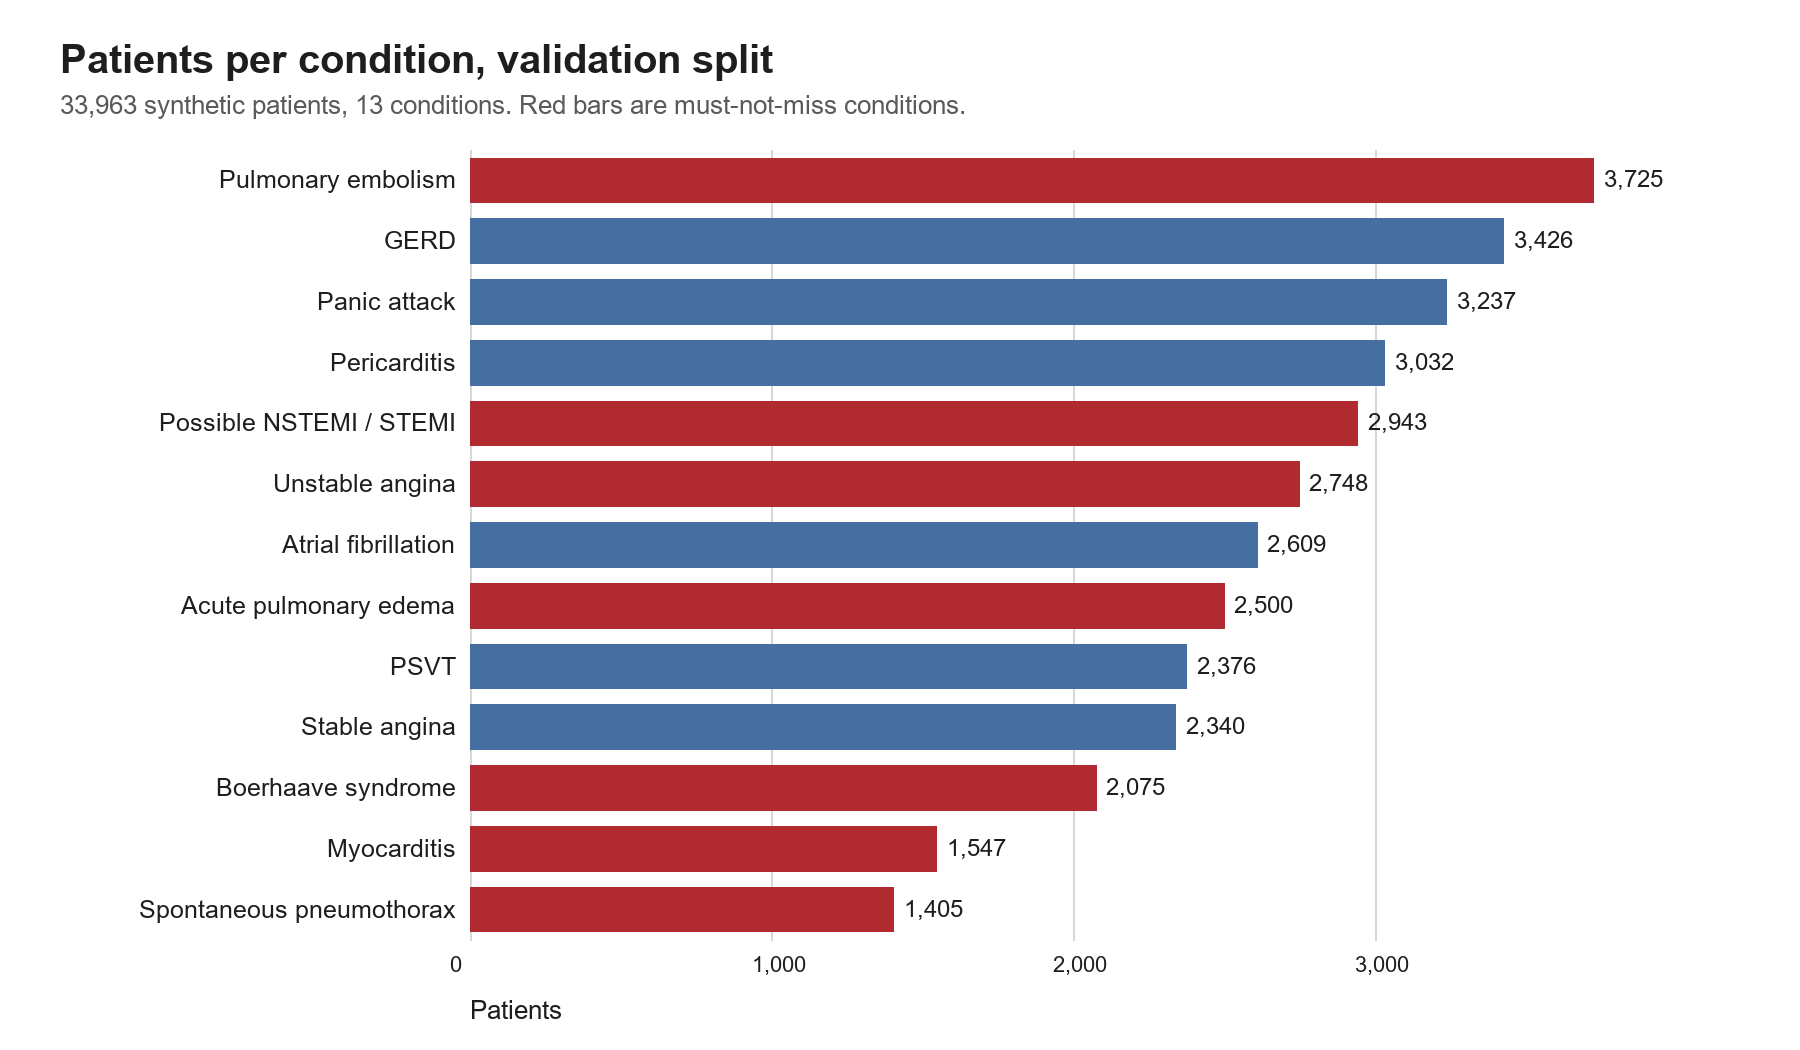 Patients per condition, validation split
33,963 synthetic patients, 13 conditions. Red bars are must-not-miss conditions.
Pulmonary embolism 3,725
GERD 3,426
Panic attack 3,237
Pericarditis 3,032
Possible NSTEMI / STEMI 2,943
Unstable angina 2,748
Atrial fibrillation 2,609
Acute pulmonary edema 2,500
PSVT 2,376
Stable angina 2,340
Boerhaave syndrome 2,075
Myocarditis 1,547
Spontaneous pneumothorax 1,405
0 1,000 2,000 3,000
Patients